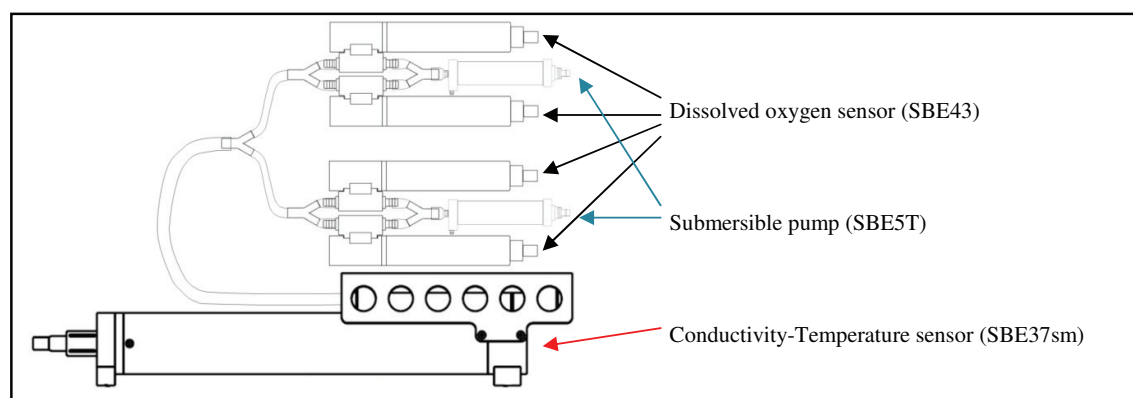 Dissolved oxygen sensor (SBE43)
Submersible pump (SBE5T)
Conductivity-Temperature sensor (SBE37sm)